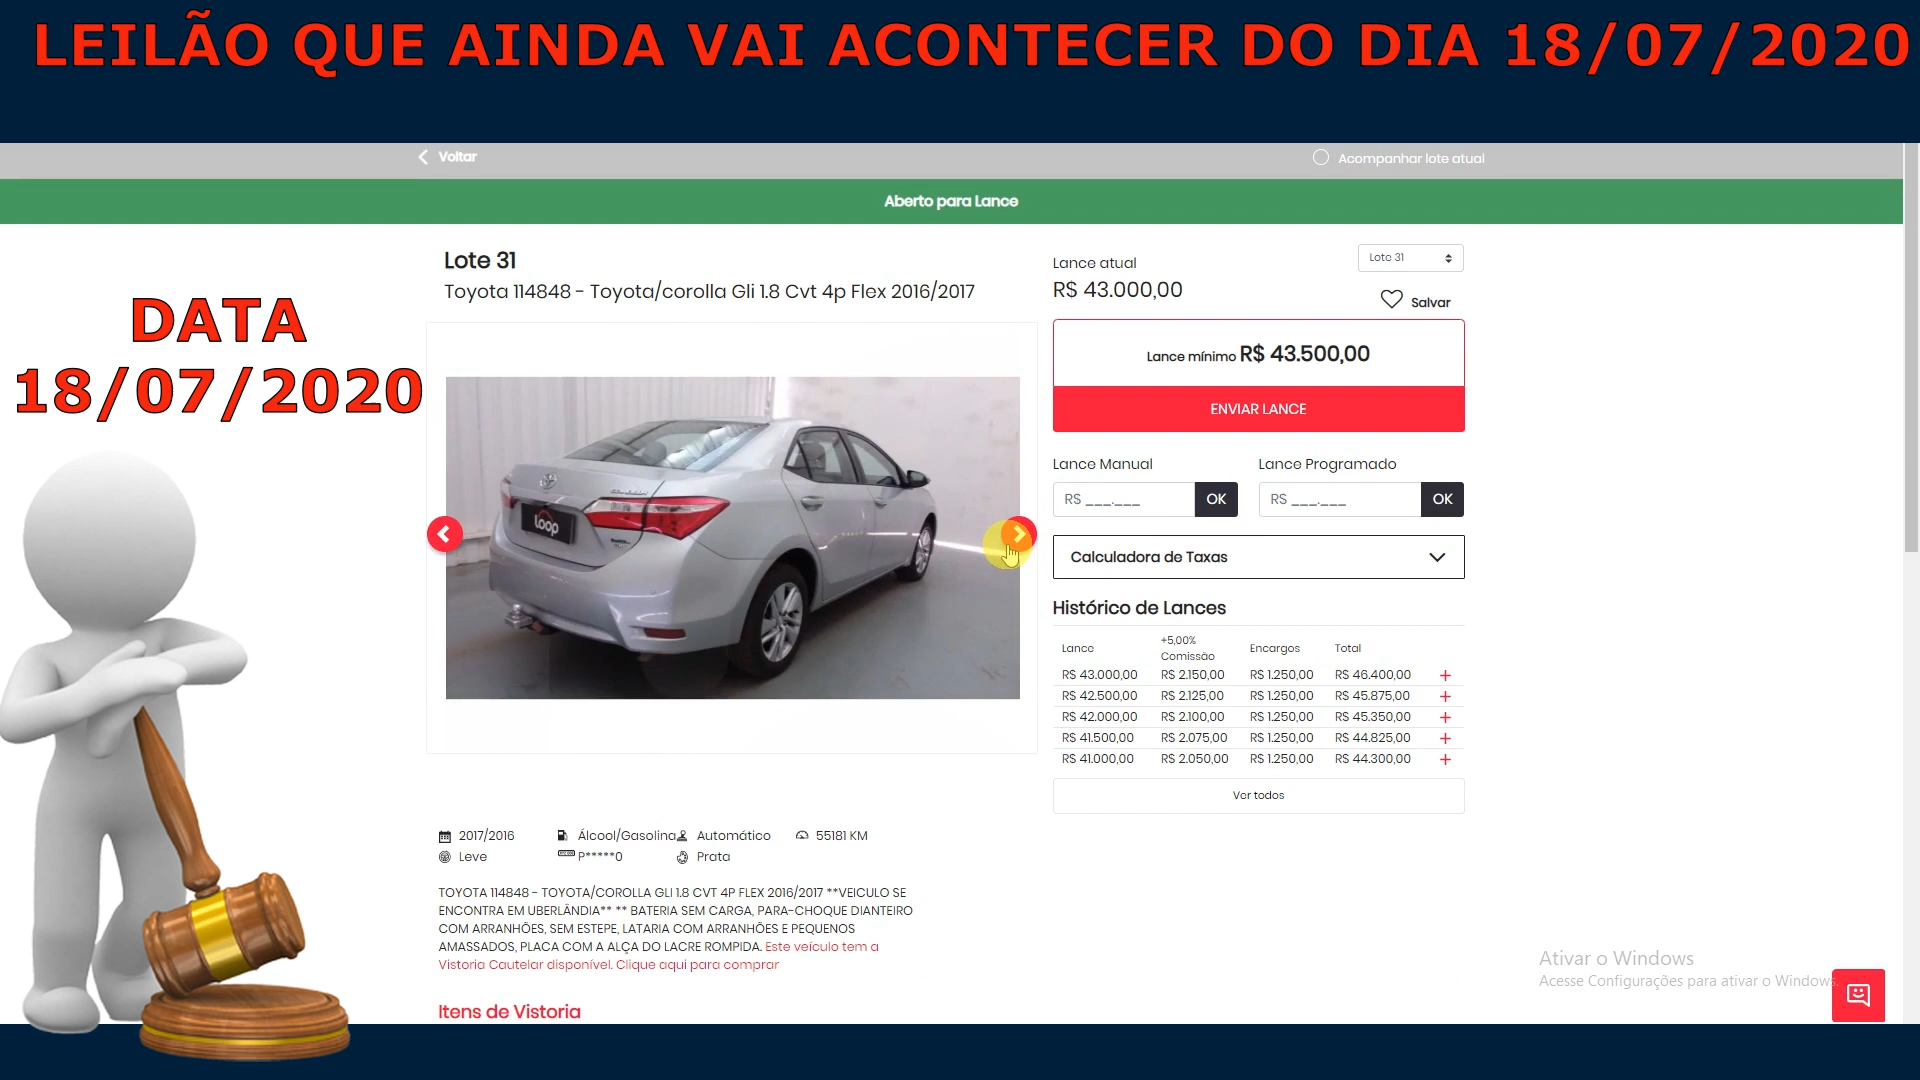 LEILÃO QUE AINDA VAI ACONTECER DO DIA 18/07/2020
Voltar
Acompanhar lote atual
Aberto para Lance
DATA
18/07/2020
Lote 31
Toyota 114848 - Toyota/corolla Gli 1.8 Cvt 4p Flex 2016/2017
loop
Lance atual
R$ 43.000,00
Lote 31
Salvar
Lance mínimo R$ 43.500,00
ENVIAR LANCE
Lance Manual
Lance Programado
R$ ___.___ OK
R$ ___.___ OK
Calculadora de Taxas
Histórico de Lances
Lance +5,00% Comissão Encargos Total
R$ 43.000,00 R$ 2.150,00 R$ 1.250,00 R$ 46.400,00 +
R$ 42.500,00 R$ 2.125,00 R$ 1.250,00 R$ 45.875,00 +
R$ 42.000,00 R$ 2.100,00 R$ 1.250,00 R$ 45.350,00 +
R$ 41.500,00 R$ 2.075,00 R$ 1.250,00 R$ 44.825,00 +
R$ 41.000,00 R$ 2.050,00 R$ 1.250,00 R$ 44.300,00 +
Ver todos
2017/2016 Álcool/Gasolina Automático 55181 KM
Leve P*****0 Prata
TOYOTA 114848 - TOYOTA/COROLLA GLI 1.8 CVT 4P FLEX 2016/2017 **VEICULO SE
ENCONTRA EM UBERLÂNDIA** ** BATERIA SEM CARGA, PARA-CHOQUE DIANTEIRO
COM ARRANHÕES, SEM ESTEPE, LATARIA COM ARRANHÕES E PEQUENOS
AMASSADOS, PLACA COM A ALÇA DO LACRE ROMPIDA. Este veículo tem a
Vistoria Cautelar disponível. Clique aqui para comprar
Itens de Vistoria
Ativar o Windows
Acesse Configurações para ativar o Windows.